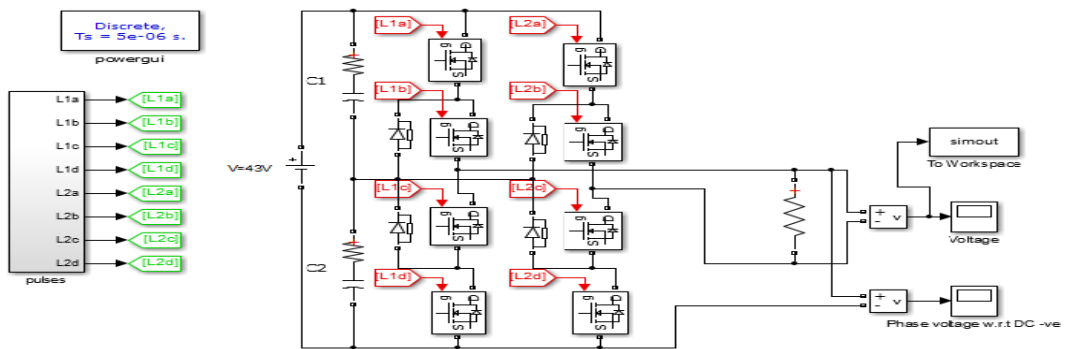 Discrete,
Ts = 5e-06 s.
powergui
L1a
L1b
L1c
L1d
L2a
L2b
L2c
L2d
pulses
[L1a]
[L1b]
[L1c]
[L1d]
[L2a]
[L2b]
[L2c]
[L2d]
V=43V
+
C1
C2
[L1a]
[L2a]
[L1b]
[L2b]
[L1c]
[L2c]
[L1d]
[L2d]
g
D
S
g
D
S
g
D
S
g
D
S
g
D
S
g
D
S
g
D
S
g
D
S
simout
To Workspace
+
-
v
Voltage
+
-
v
Phase voltage w.r.t DC -ve